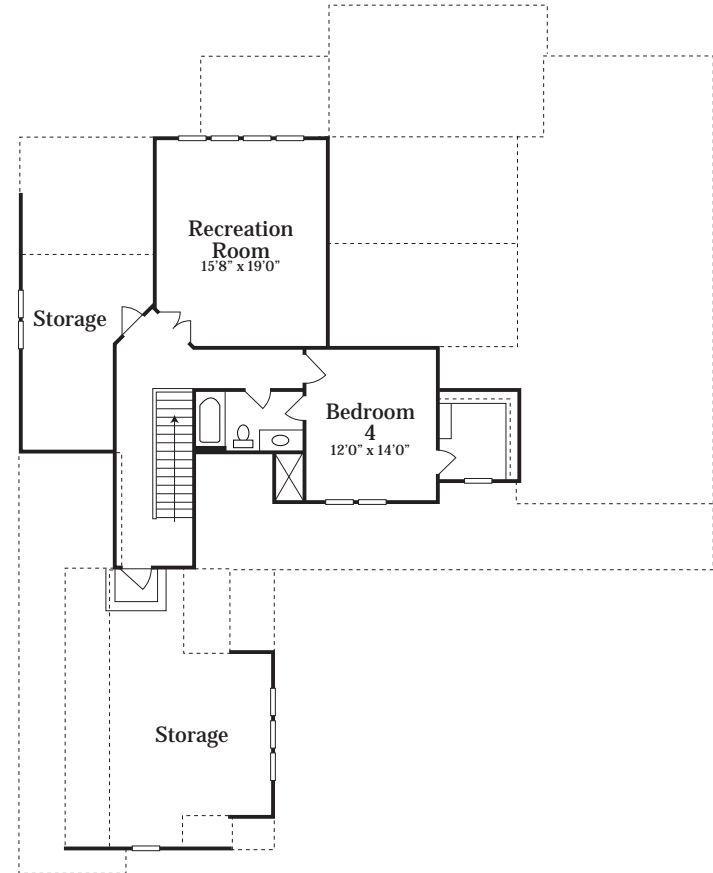 Recreation
Room
15'8" x 19'0"
Storage
Bedroom
4
12'0" x 14'0"
Storage